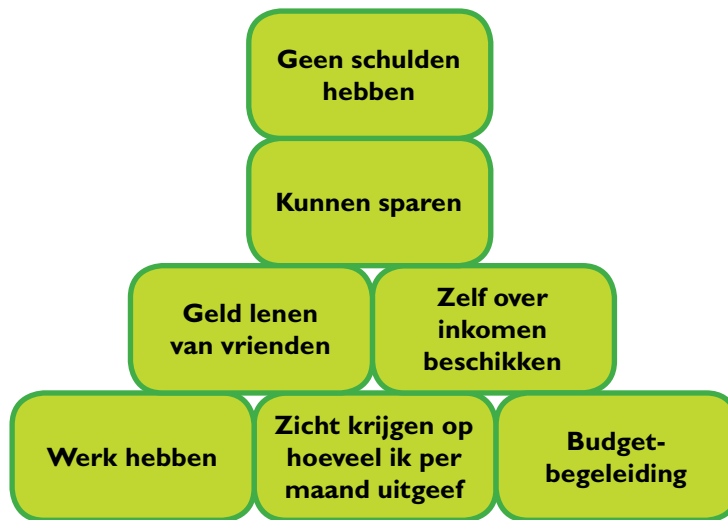 Geen schulden
hebben
Kunnen sparen
Geld lenen
van vrienden
Zelf over
inkomen
beschikken
Werk hebben
Zicht krijgen op
hoeveel ik per
maand uitgeef
Budget-
begeleiding